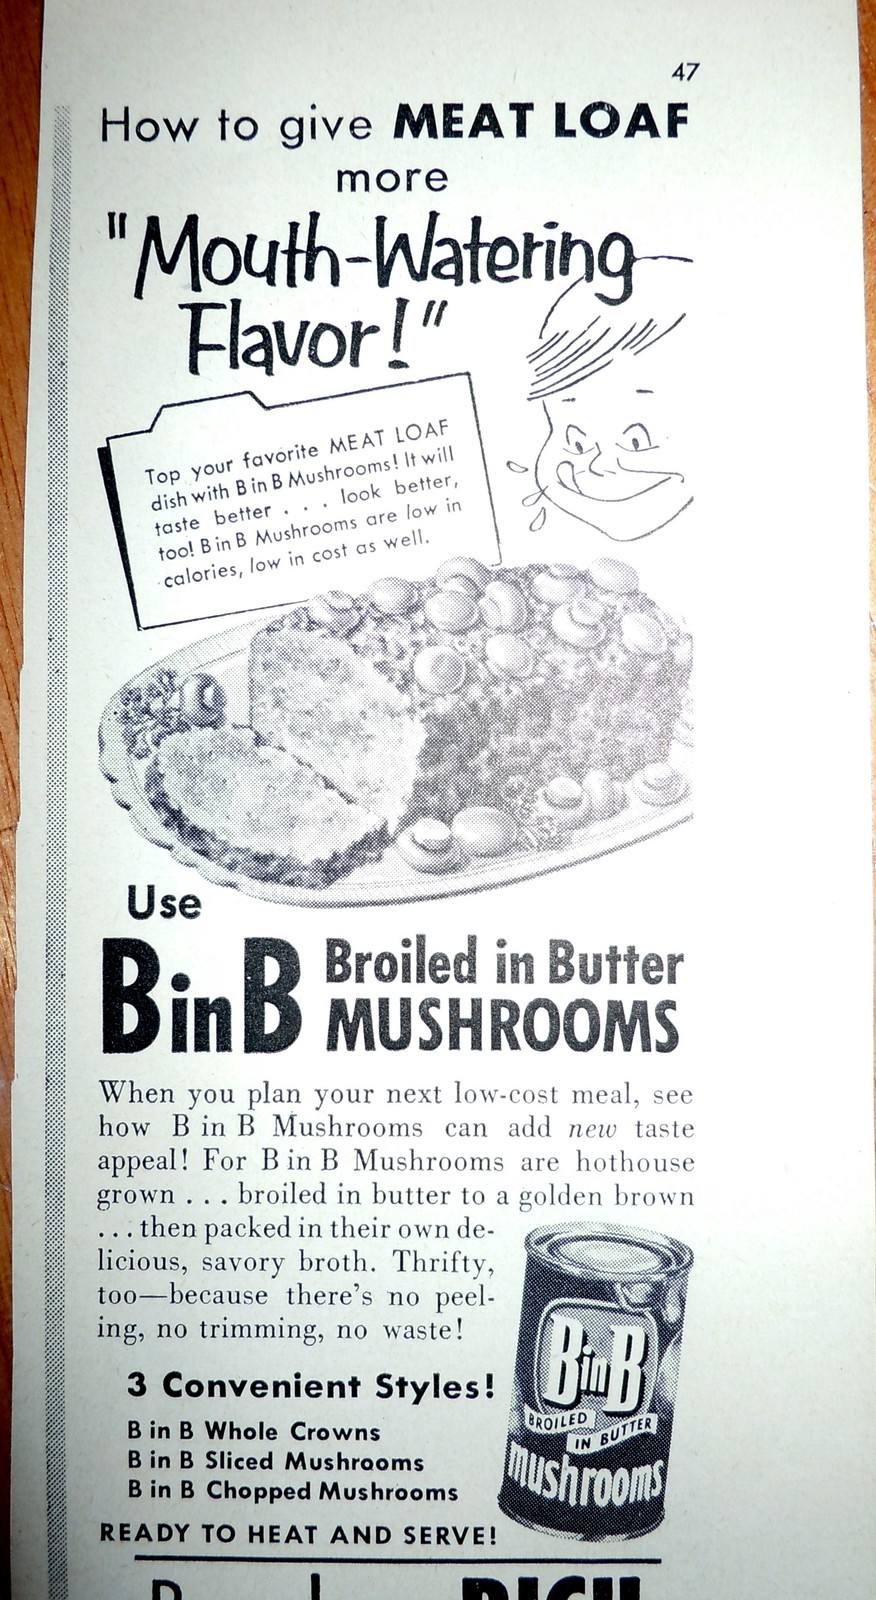 47
How to give MEAT LOAF
more
"Mouth-Watering
Flavor!"
Top your favorite MEAT LOAF
dish with B in B Mushrooms! It will
taste better . . . look better,
too! B in B Mushrooms are low in
calories, low in cost as well.
Use
B in B Broiled in Butter
MUSHROOMS
When you plan your next low-cost meal, see
how B in B Mushrooms can add new taste
appeal! For B in B Mushrooms are hothouse
grown . . . broiled in butter to a golden brown
. . . then packed in their own de-
licious, savory broth. Thrifty,
too—because there's no peel-
ing, no trimming, no waste!
3 Convenient Styles!
B in B Whole Crowns
B in B Sliced Mushrooms
B in B Chopped Mushrooms
READY TO HEAT AND SERVE!
B in B
BROILED
IN BUTTER
mushrooms